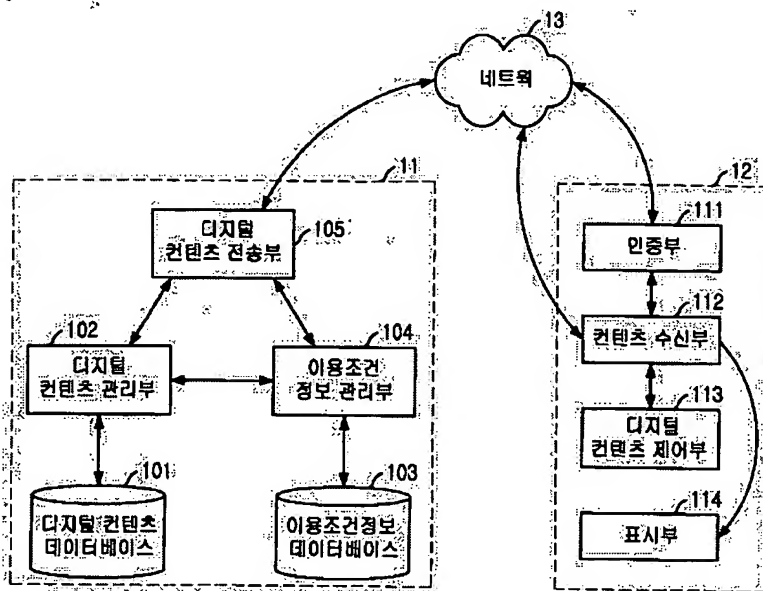 13
네트웍
11
디지털
컨텐츠 전송부
105
102
디지털
컨텐츠 관리부
104
이용조건
정보 관리부
101
디지털 컨텐츠
데이터베이스
103
이용조건정보
데이터베이스
12
111
인증부
112
컨텐츠 수신부
113
디지털
컨텐츠 제어부
114
표시부